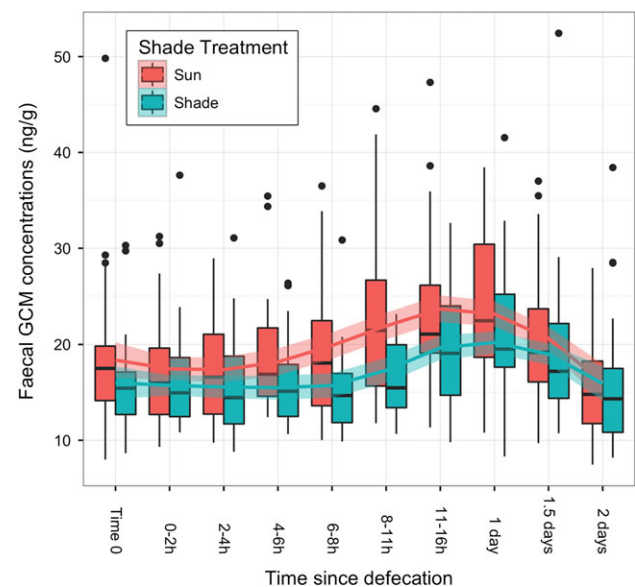 Faecal GCM concentrations (ng/g)
50
40
30
20
10
Shade Treatment
Sun
Shade
Time 0
0-2h
2-4h
4-6h
6-8h
8-11h
11-16h
1 day
1.5 days
2 days
Time since defecation